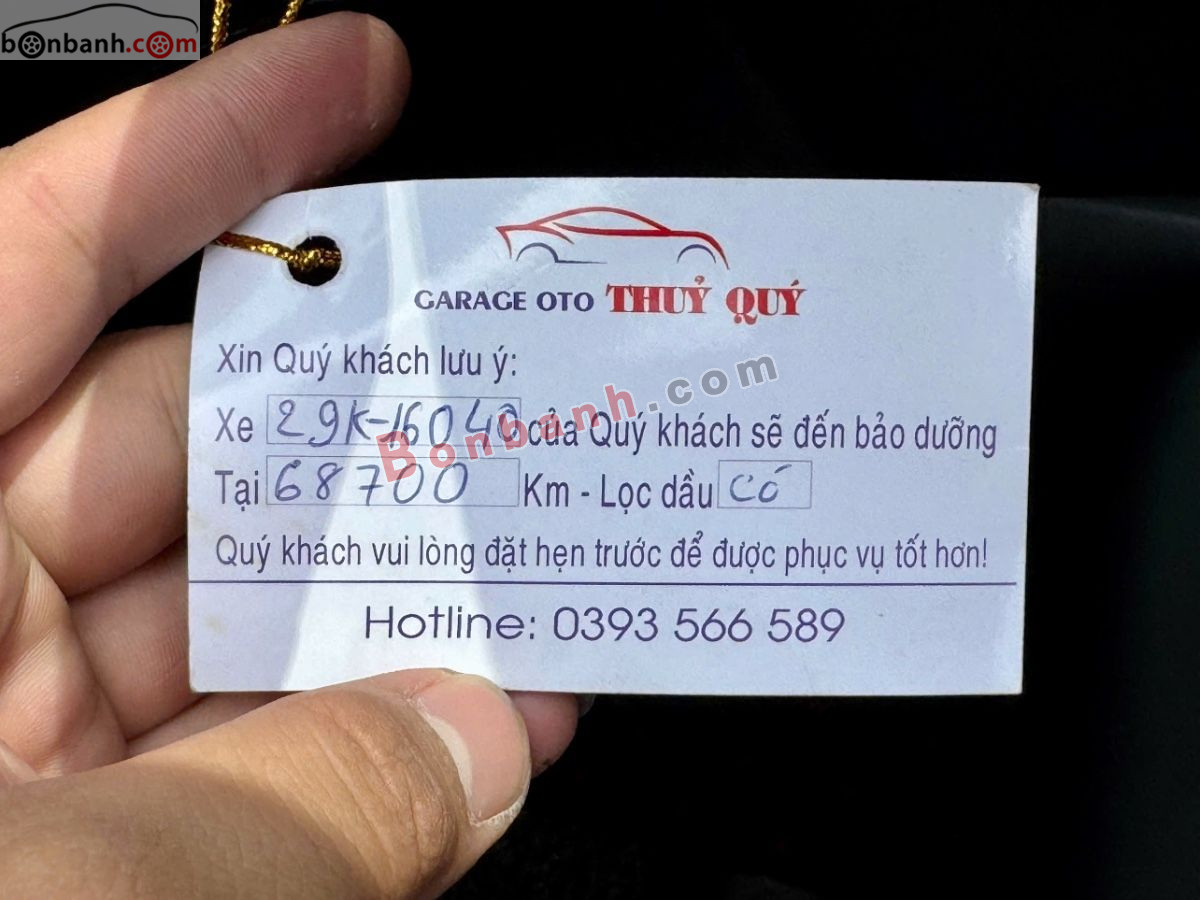 bonbanh.com
GARAGE OTO THUỶ QUÝ
Xin Quý khách lưu ý:
Bonbanh.com
Xe 29K-16040 của Quý khách sẽ đến bảo dưỡng
Tại 68700 Km - Lọc dầu có
Quý khách vui lòng đặt hẹn trước để được phục vụ tốt hơn!
Hotline: 0393 566 589